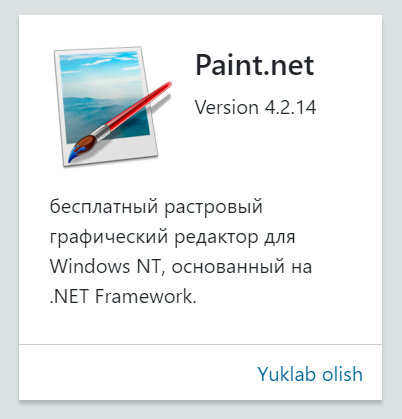 Paint.net
Version 4.2.14
бесплатный растровый
графический редактор для
Windows NT, основанный на
.NET Framework.
Yuklab olish